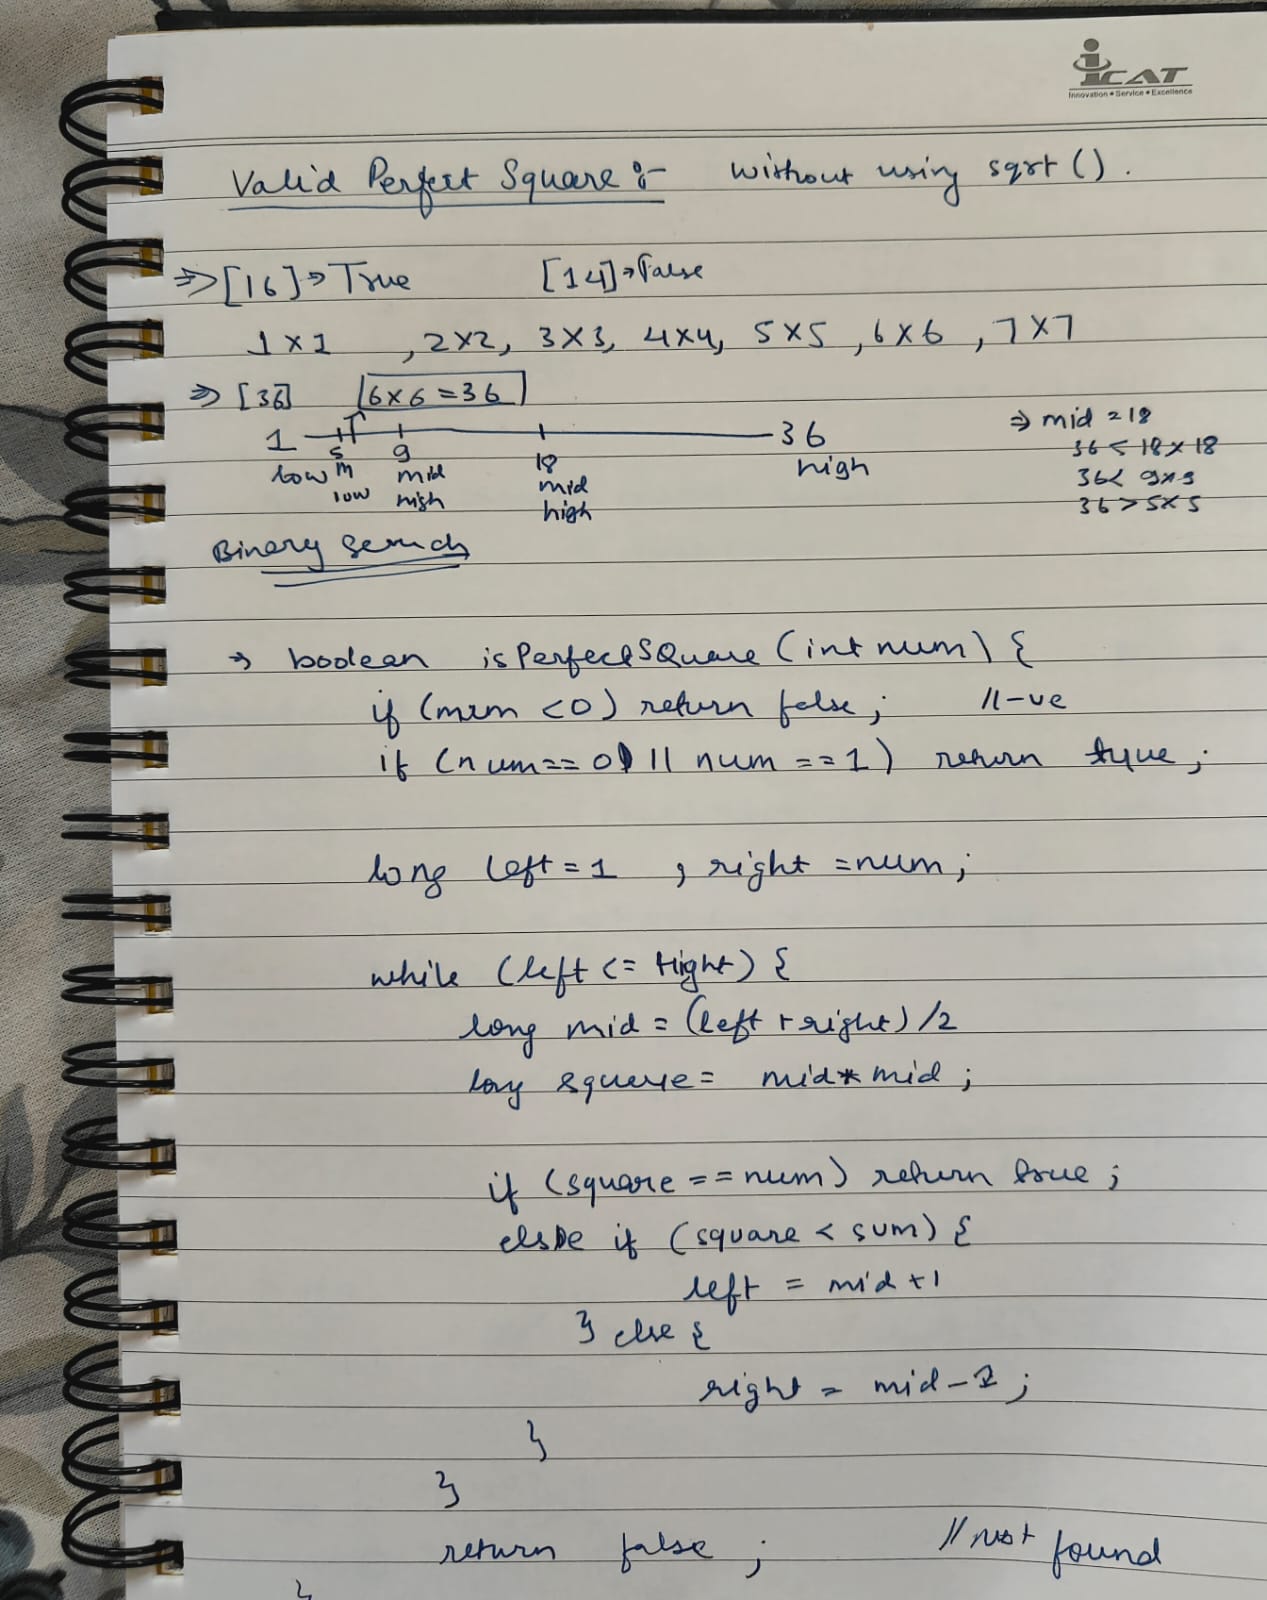 iCAT
Innovation • Service • Excellence
Valid Perfect Square :- without using sqrt().
⇒ [16] ⇒ True [14] ⇒ False
1 x 1 , 2 x 2, 3 x 3, 4 x 4, 5 x 5 , 6 x 6 , 7 x 7
⇒ [36] [6 x 6 = 36]
1 36
5 9 18
low m mid mid high
low high high
⇒ mid = 18
36 < 18 x 18
36 < 9 x 9
36 > 5 x 5
Binary Search
→ boolean isPerfectSquare (int num) {
if (num < 0) return false; //-ve
if (num == 0 || num == 1) return true;
long left = 1 , right = num;
while (left <= right) {
long mid = (left + right) /2
long square = mid * mid ;
if (square == num) return true ;
else if (square < sum) {
left = mid + 1
} else {
right = mid - 1 ;
}
}
return false ; // not found
}